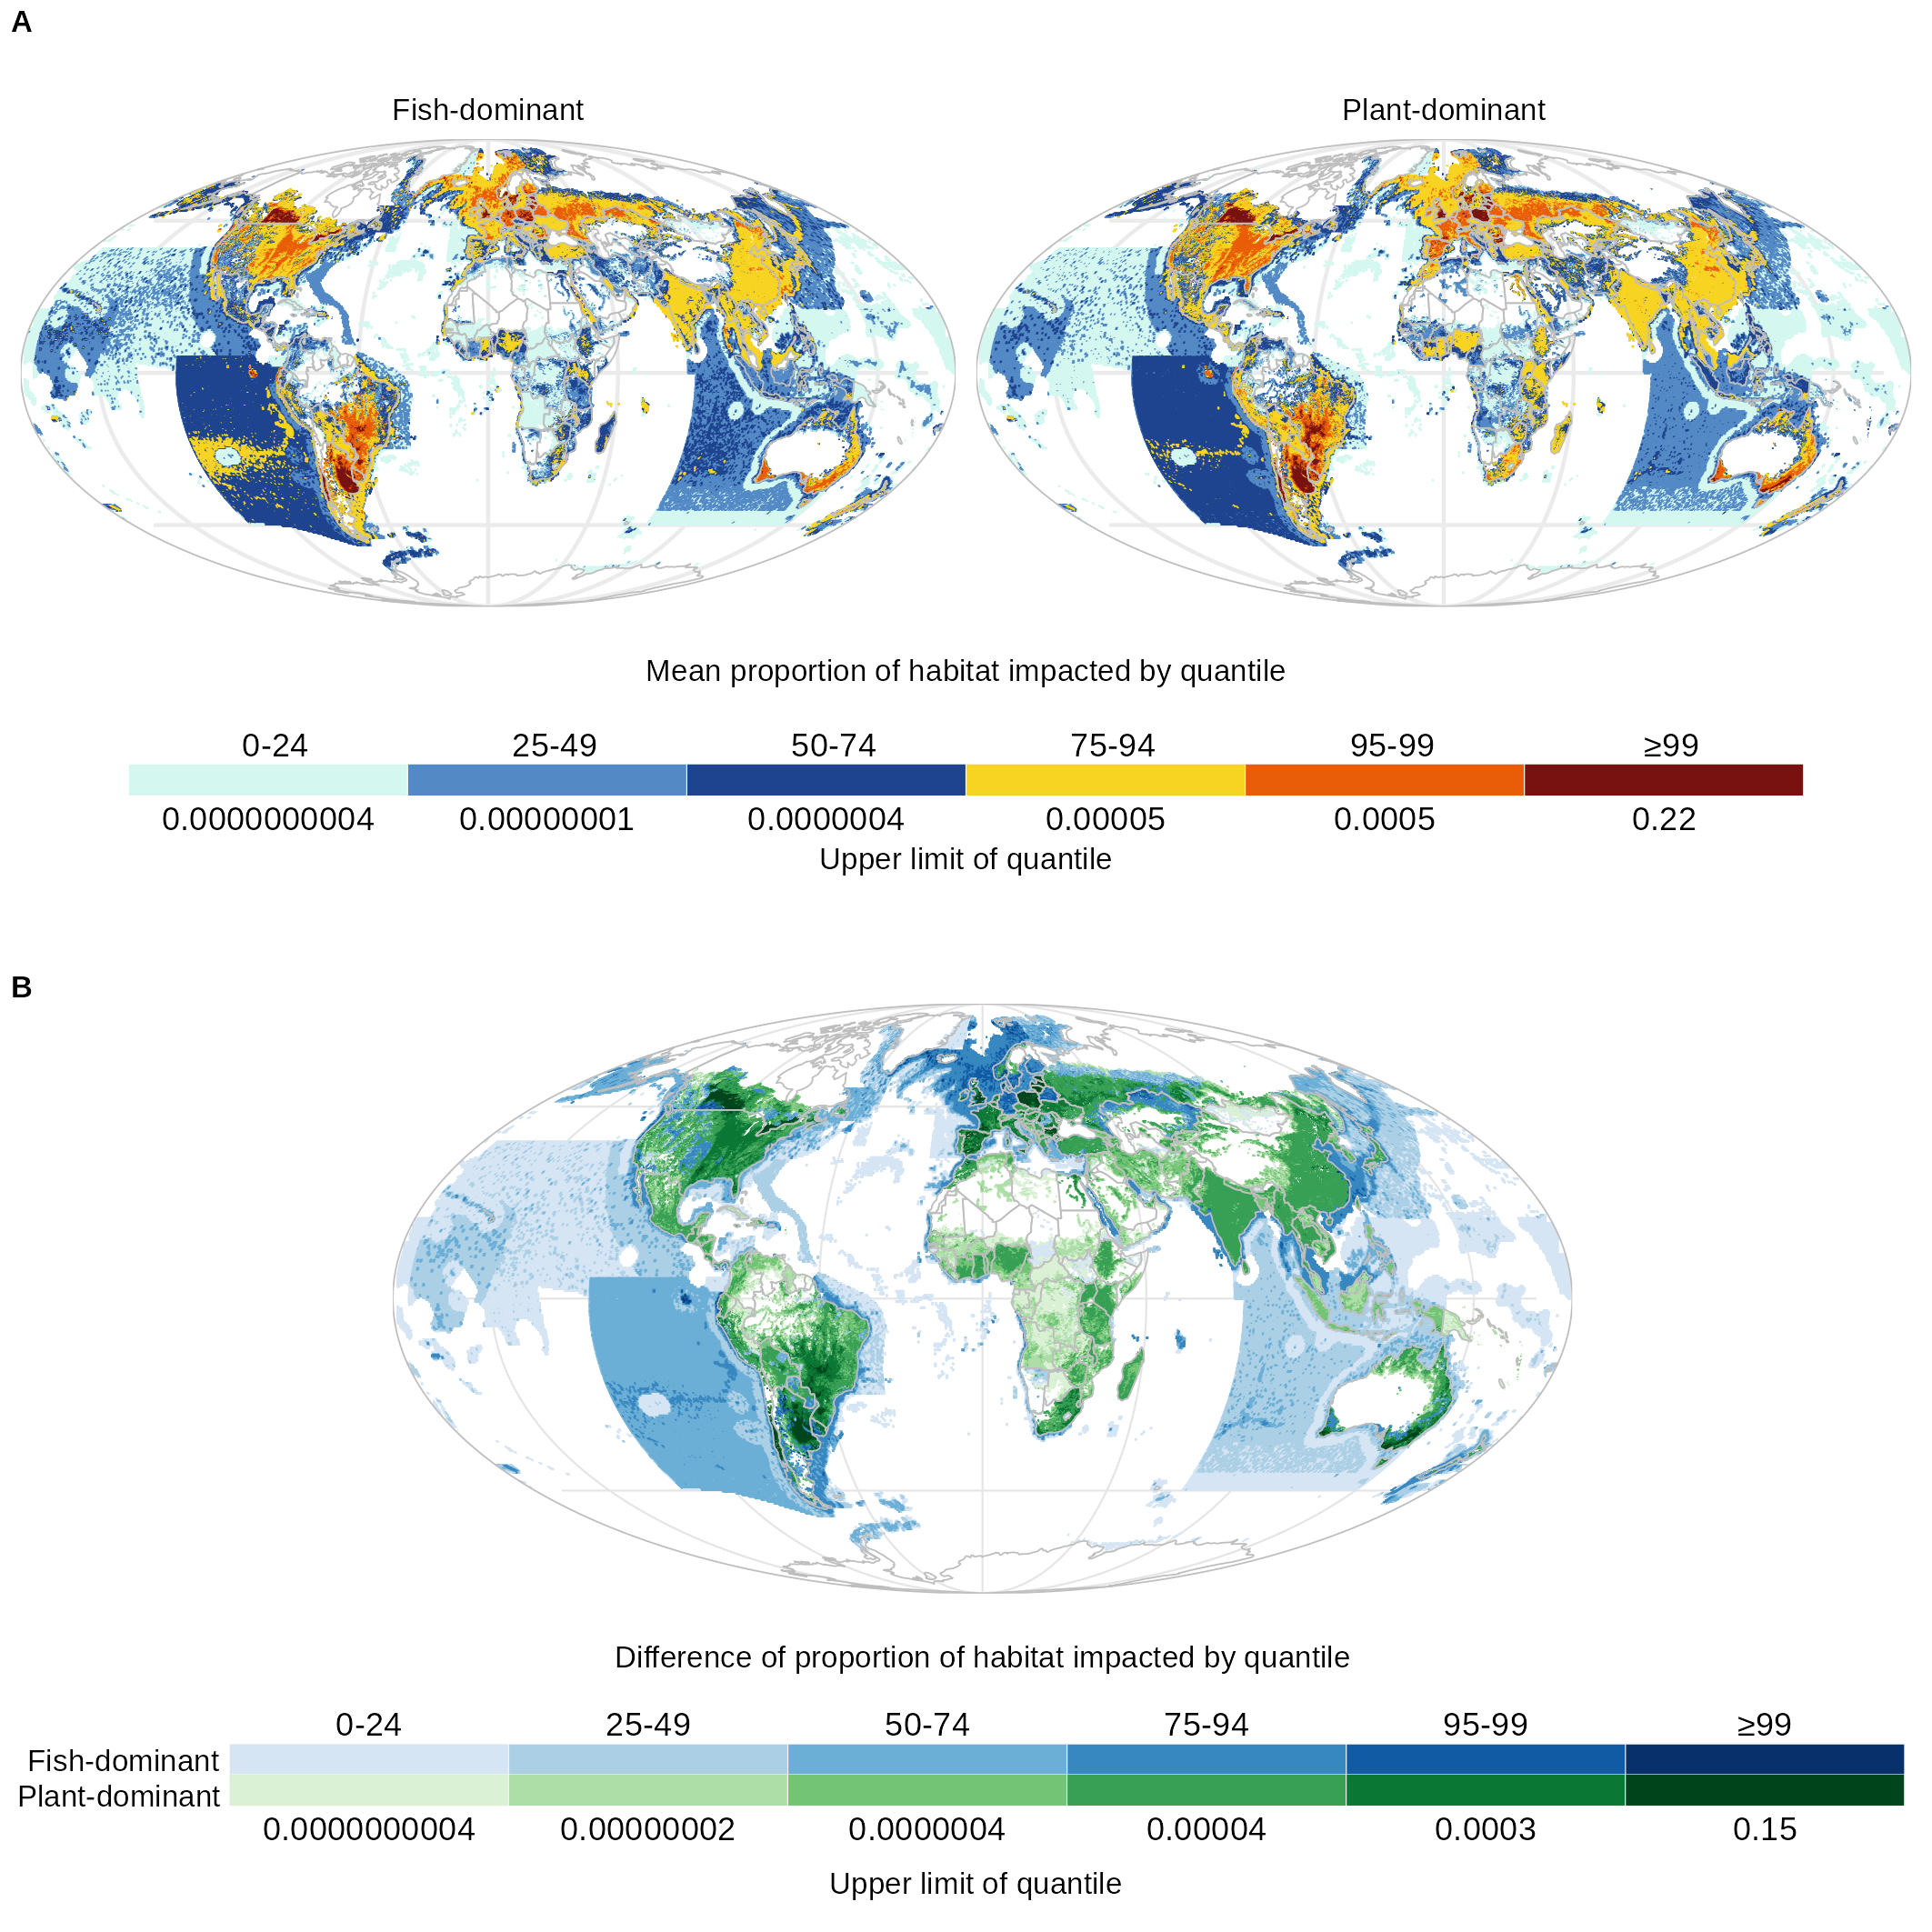 A
Fish-dominant Plant-dominant
Mean proportion of habitat impacted by quantile
0-24 25-49 50-74 75-94 95-99 ≥99
0.0000000004 0.00000001 0.0000004 0.00005 0.0005 0.22
Upper limit of quantile
B
Difference of proportion of habitat impacted by quantile
0-24 25-49 50-74 75-94 95-99 ≥99
Fish-dominant
Plant-dominant
0.0000000004 0.00000002 0.0000004 0.00004 0.0003 0.15
Upper limit of quantile